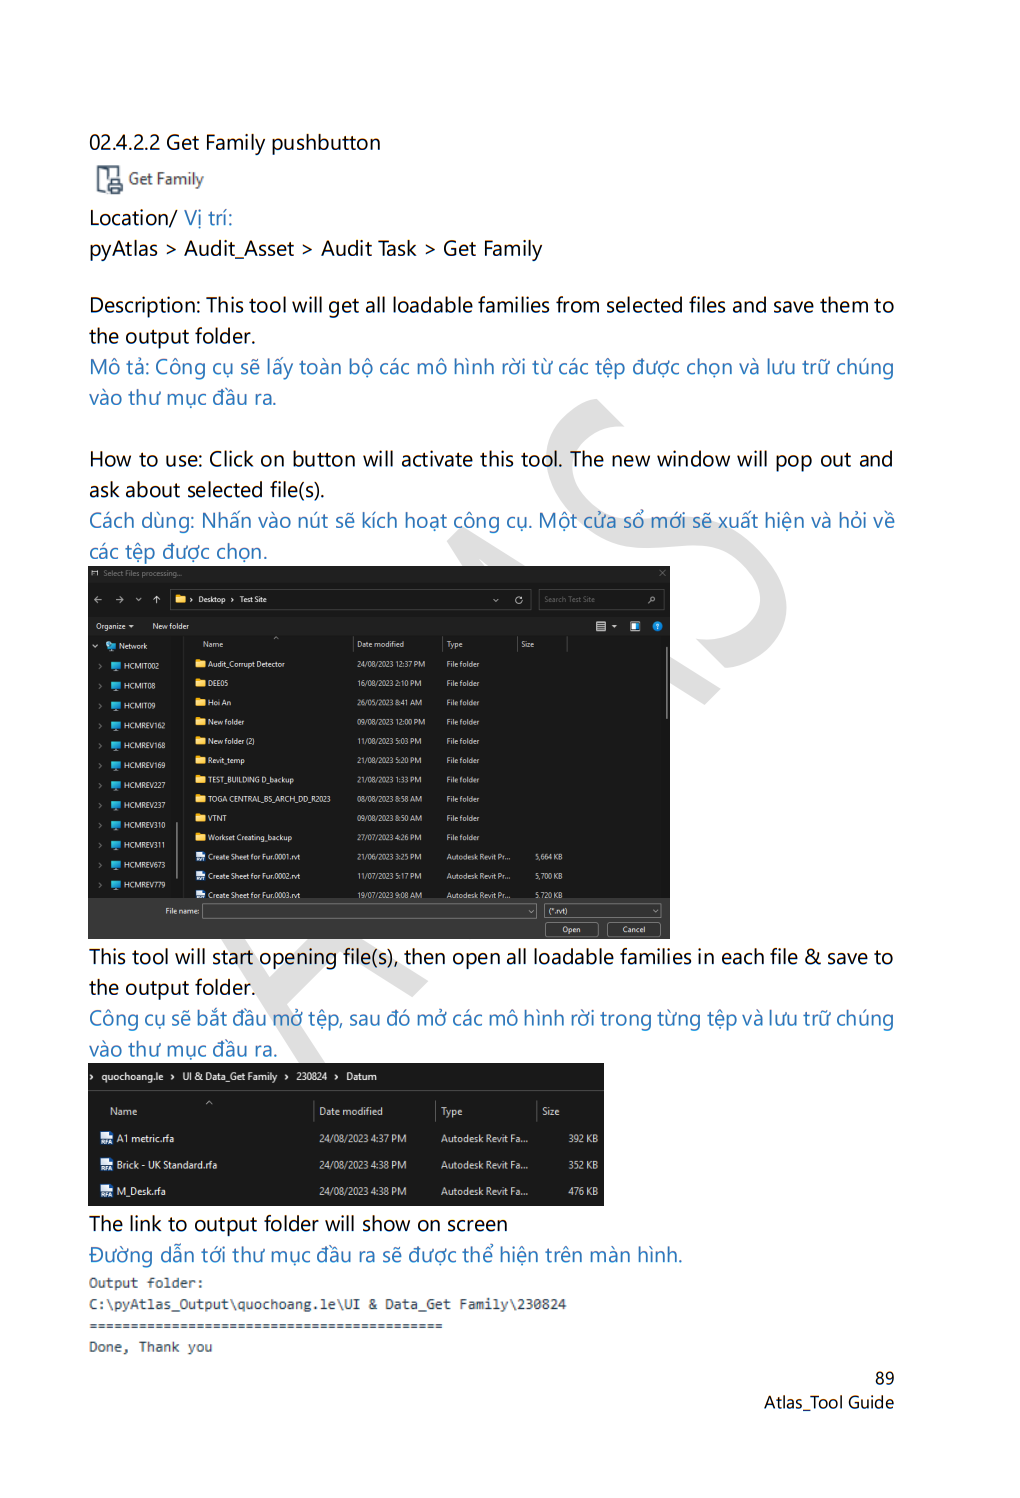 02.4.2.2 Get Family pushbutton
Get Family
Location/ Vị trí:
pyAtlas > Audit_Asset > Audit Task > Get Family
Description: This tool will get all loadable families from selected files and save them to
the output folder.
Mô tả: Công cụ sẽ lấy toàn bộ các mô hình rời từ các tệp được chọn và lưu trữ chúng
vào thư mục đầu ra.
How to use: Click on button will activate this tool. The new window will pop out and
ask about selected file(s).
Cách dùng: Nhấn vào nút sẽ kích hoạt công cụ. Một cửa sổ mới sẽ xuất hiện và hỏi về
các tệp được chọn.
Select Files processing...
Desktop > Test Site
Search Test Site
Organize New folder
Network
HCMIT002
HCMIT08
HCMIT09
HCMREV162
HCMREV168
HCMREV169
HCMREV227
HCMREV237
HCMREV310
HCMREV311
HCMREV673
HCMREV779
Name Date modified Type Size
Audit_Corrupt Detector 24/08/2023 12:37 PM File folder
DEE05 16/08/2023 2:10 PM File folder
Hoi An 26/05/2023 8:41 AM File folder
New folder 09/08/2023 12:00 PM File folder
New folder (2) 11/08/2023 5:03 PM File folder
Revit_temp 21/08/2023 5:20 PM File folder
TEST_BUILDING D_backup 21/08/2023 1:33 PM File folder
TOGA CENTRAL_BS_ARCH_DD_R2023 08/08/2023 8:58 AM File folder
VTNT 09/08/2023 8:50 AM File folder
Workset Creating_backup 27/07/2023 4:26 PM File folder
Create Sheet for Fur.0001.rvt 21/06/2023 3:25 PM Autodesk Revit Pr... 5,664 KB
Create Sheet for Fur.0002.rvt 11/07/2023 5:17 PM Autodesk Revit Pr... 5,700 KB
Create Sheet for Fur.0003.rvt 19/07/2023 9:08 AM Autodesk Revit Pr... 5,720 KB
File name: (*.rvt)
Open Cancel
This tool will start opening file(s), then open all loadable families in each file & save to
the output folder.
Công cụ sẽ bắt đầu mở tệp, sau đó mở các mô hình rời trong từng tệp và lưu trữ chúng
vào thư mục đầu ra.
> quochoang.le > UI & Data_Get Family > 230824 > Datum
Name Date modified Type Size
A1 metric.rfa 24/08/2023 4:37 PM Autodesk Revit Fa... 392 KB
Brick - UK Standard.rfa 24/08/2023 4:38 PM Autodesk Revit Fa... 352 KB
M_Desk.rfa 24/08/2023 4:38 PM Autodesk Revit Fa... 476 KB
The link to output folder will show on screen
Đường dẫn tới thư mục đầu ra sẽ được thể hiện trên màn hình.
Output folder:
C:\pyAtlas_Output\quochoang.le\UI & Data_Get Family\230824
===========================================
Done, Thank you
89
Atlas_Tool Guide